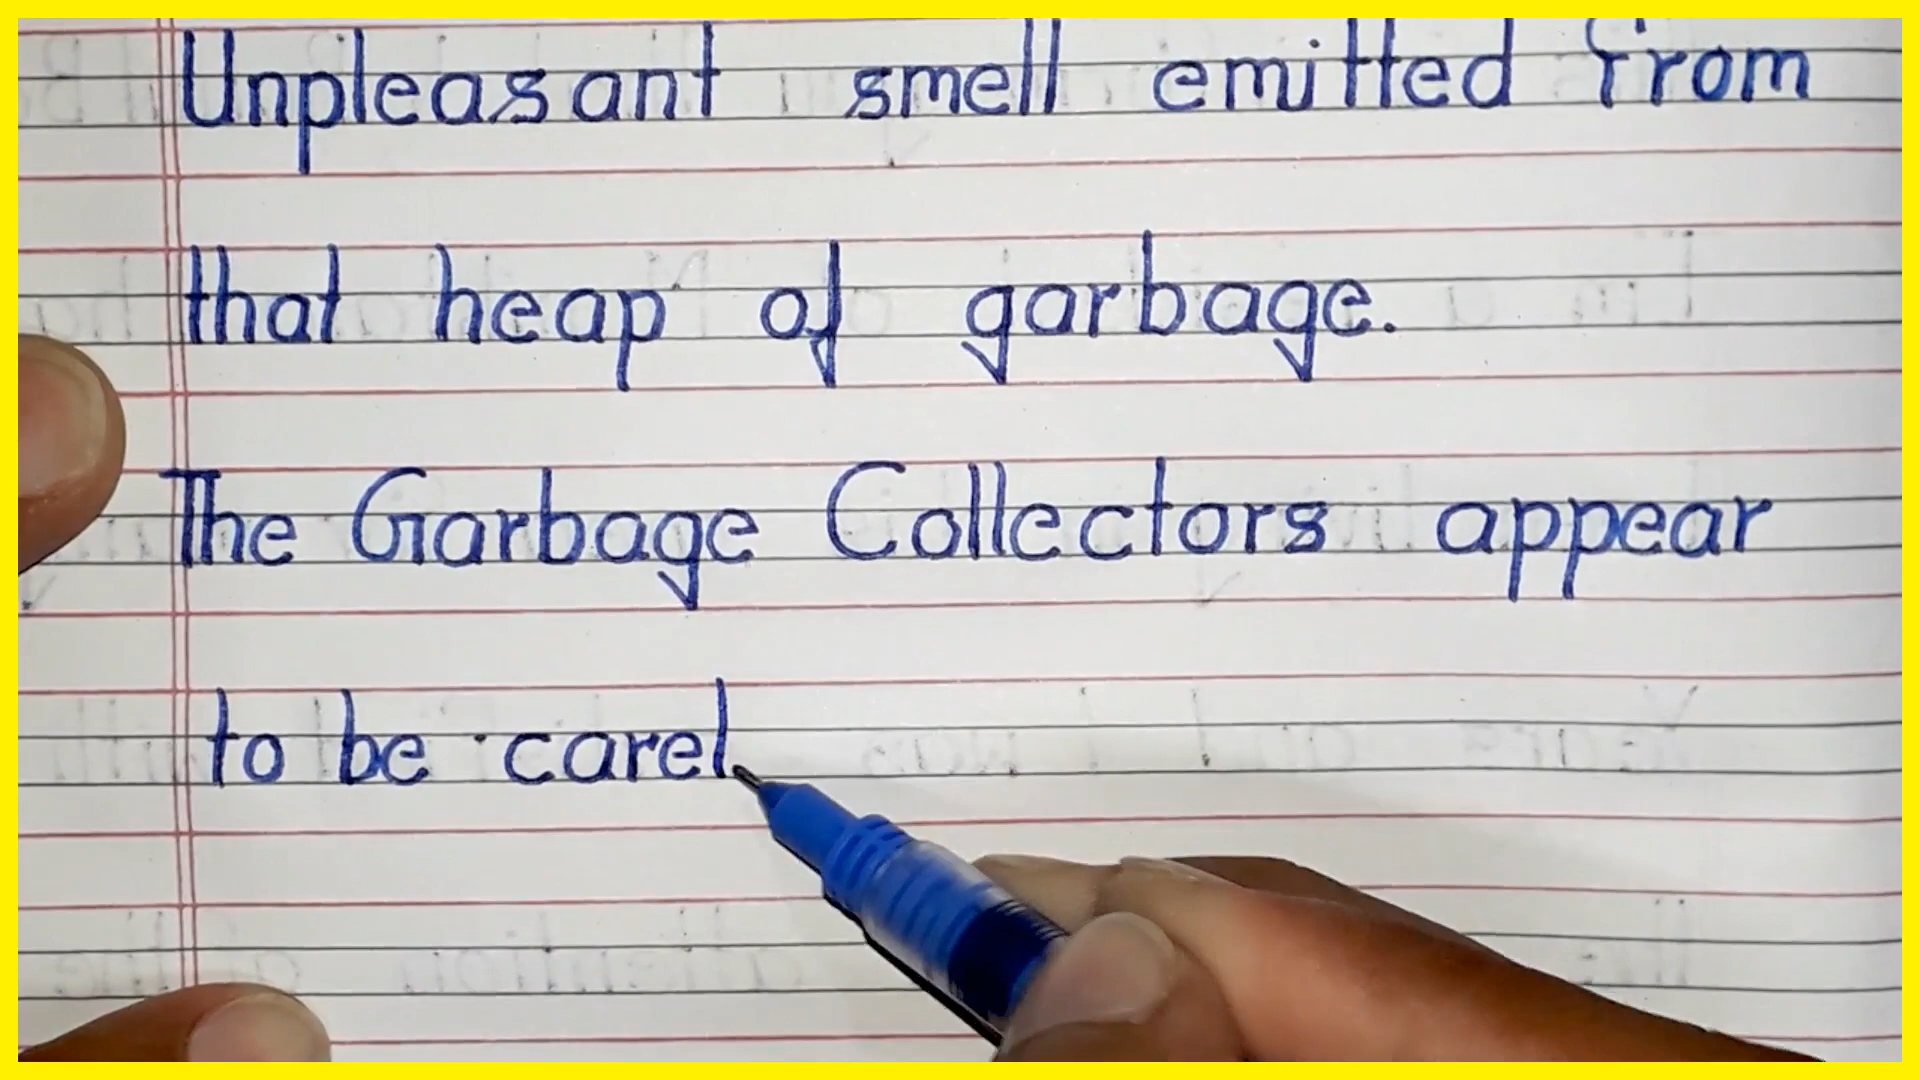 Unpleasant smell emitted from
that heap of garbage.
The Garbage Collectors appear
to be carel